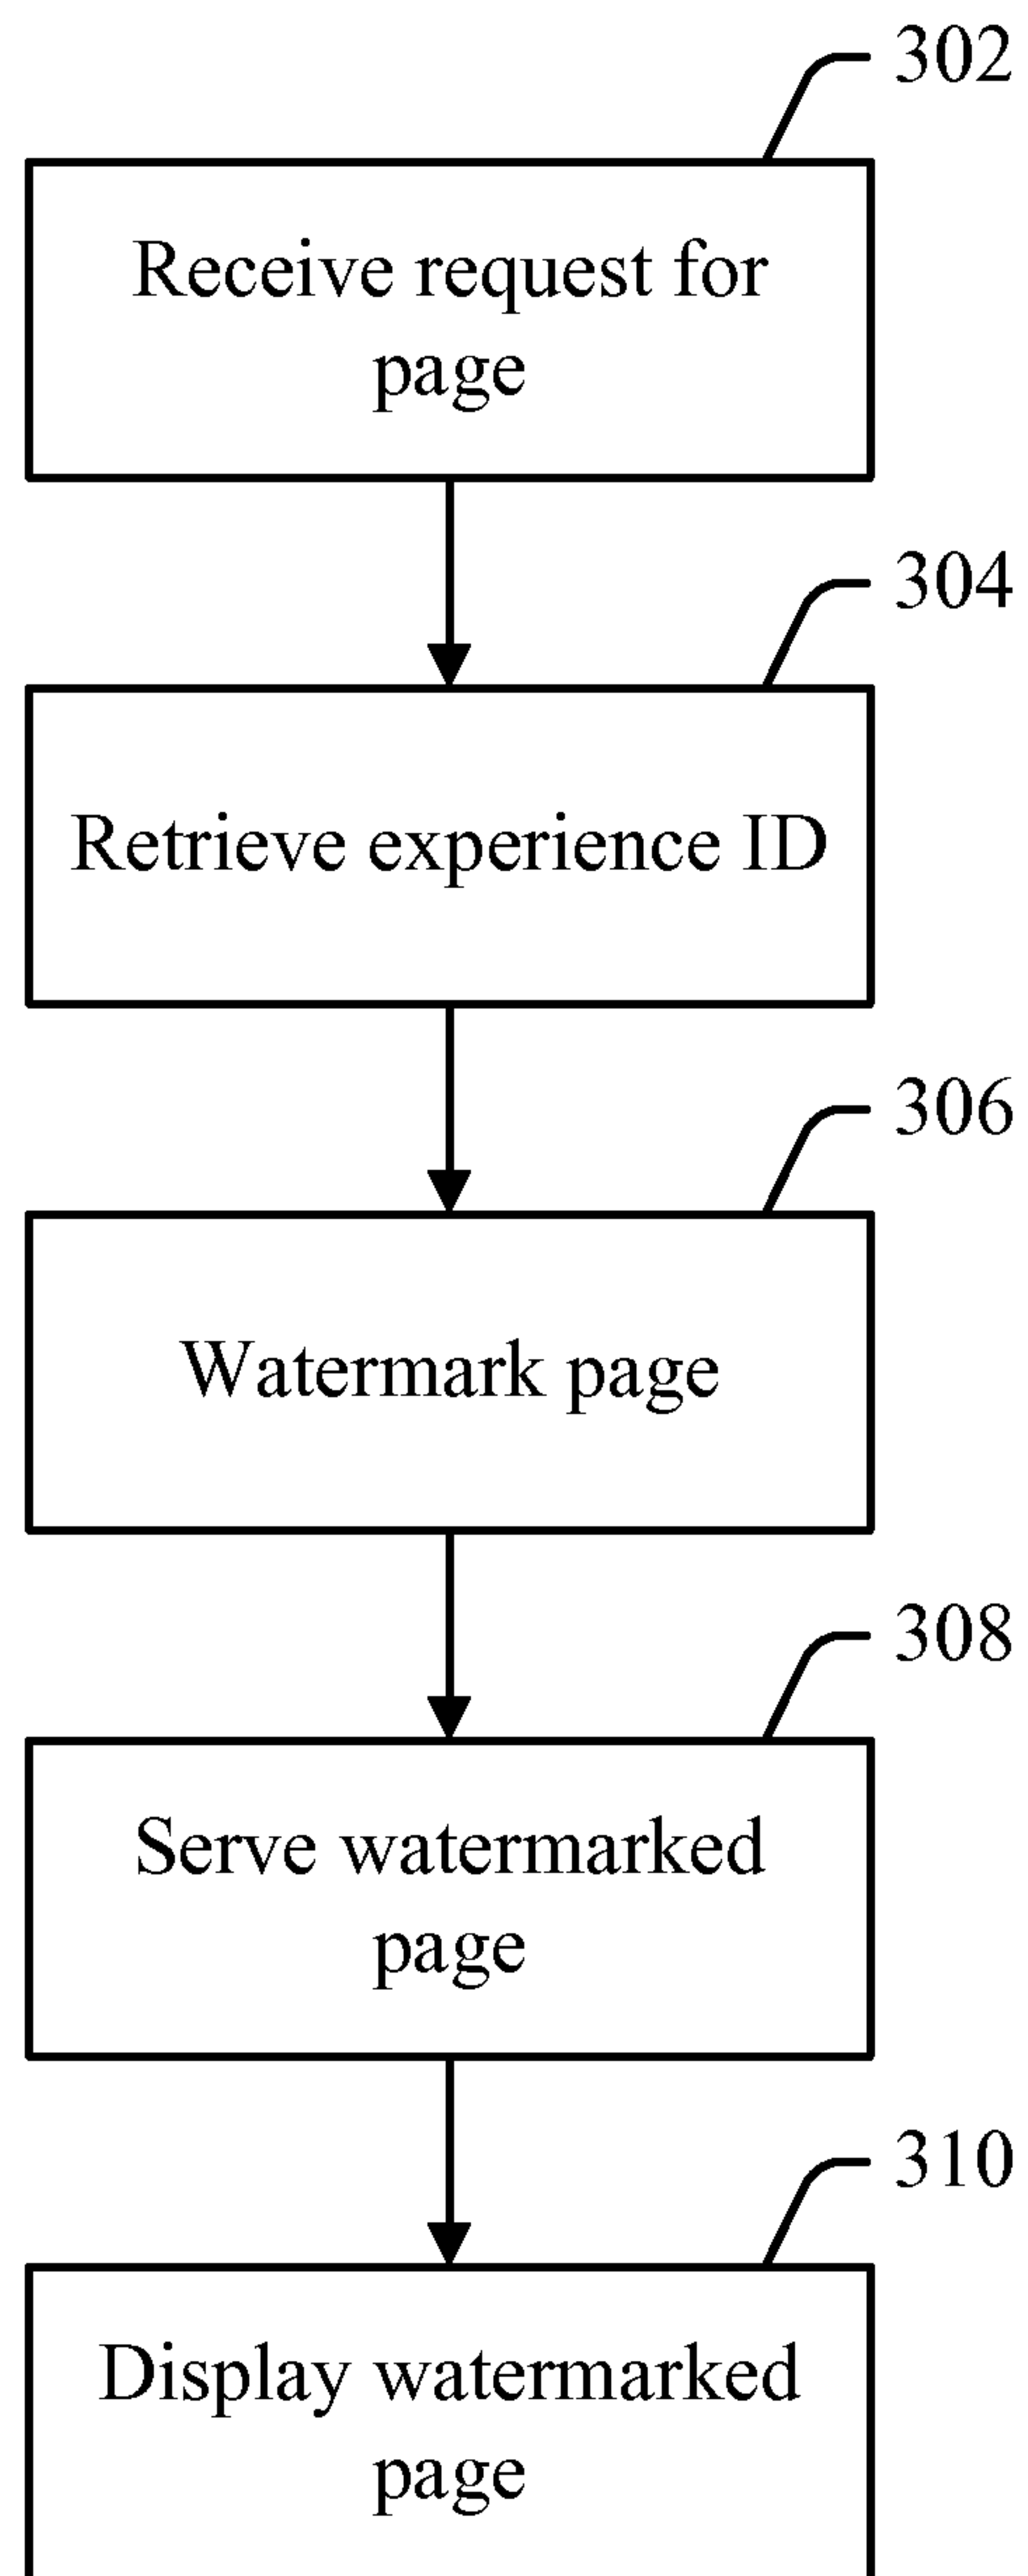 302
Receive request for
page
304
Retrieve experience ID
306
Watermark page
308
Serve watermarked
page
310
Display watermarked
page